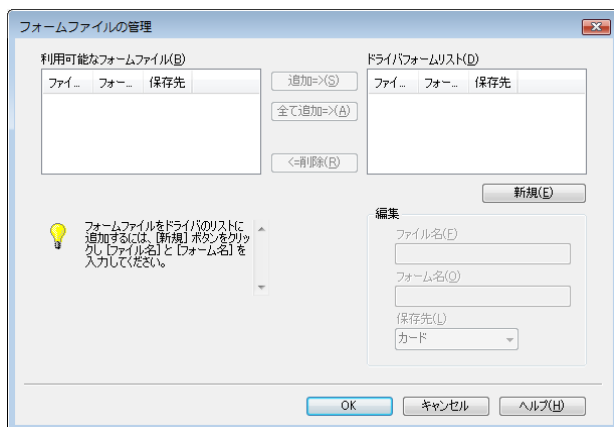 フォームファイルの管理
利用可能なフォームファイル(B)
ファイ... フォー... 保存先
追加=>(S)
全て追加=>(A)
<=削除(R)
ドライバフォームリスト(D)
ファイ... フォー... 保存先
新規(E)
フォームファイルをドライバのリストに
追加するには、[新規] ボタンをクリッ
クし [ファイル名] と [フォーム名] を
入力してください。
編集
ファイル名(F)
フォーム名(O)
保存先(L)
カード
OK キャンセル ヘルプ(H)